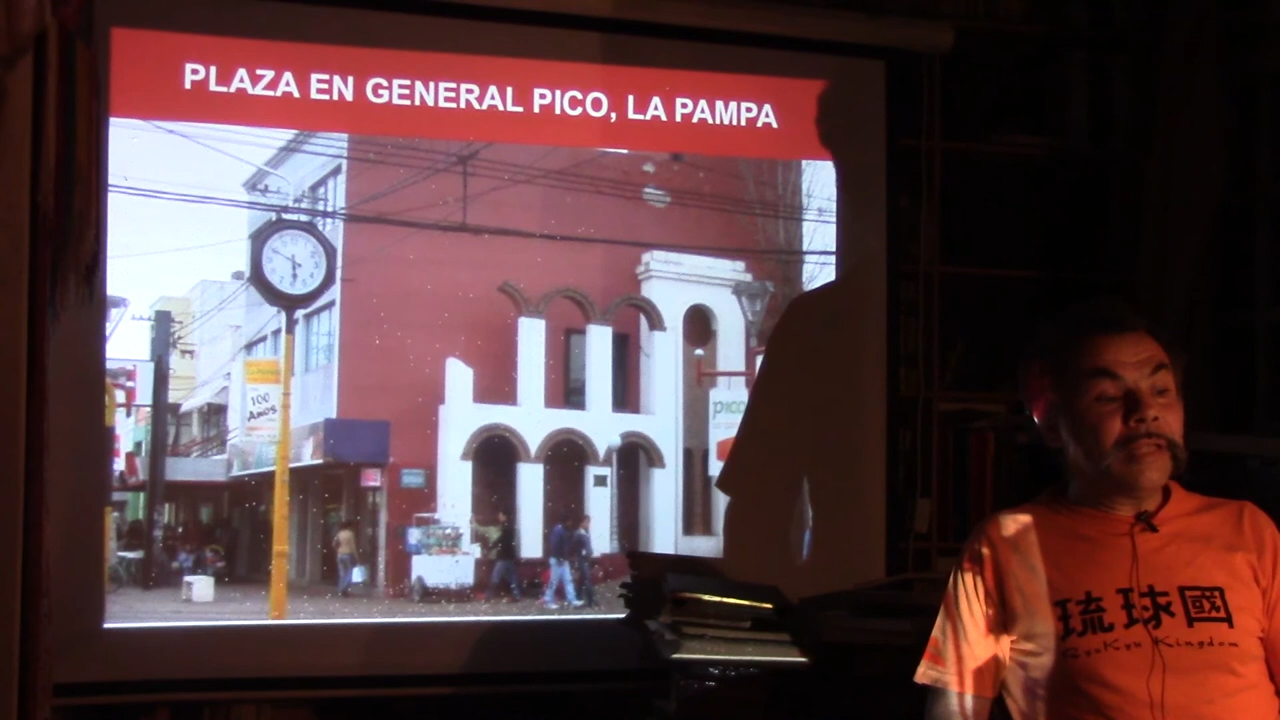 PLAZA EN GENERAL PICO, LA PAMPA
100
AÑOS
pico
琉球國
RyuKyu Kingdom